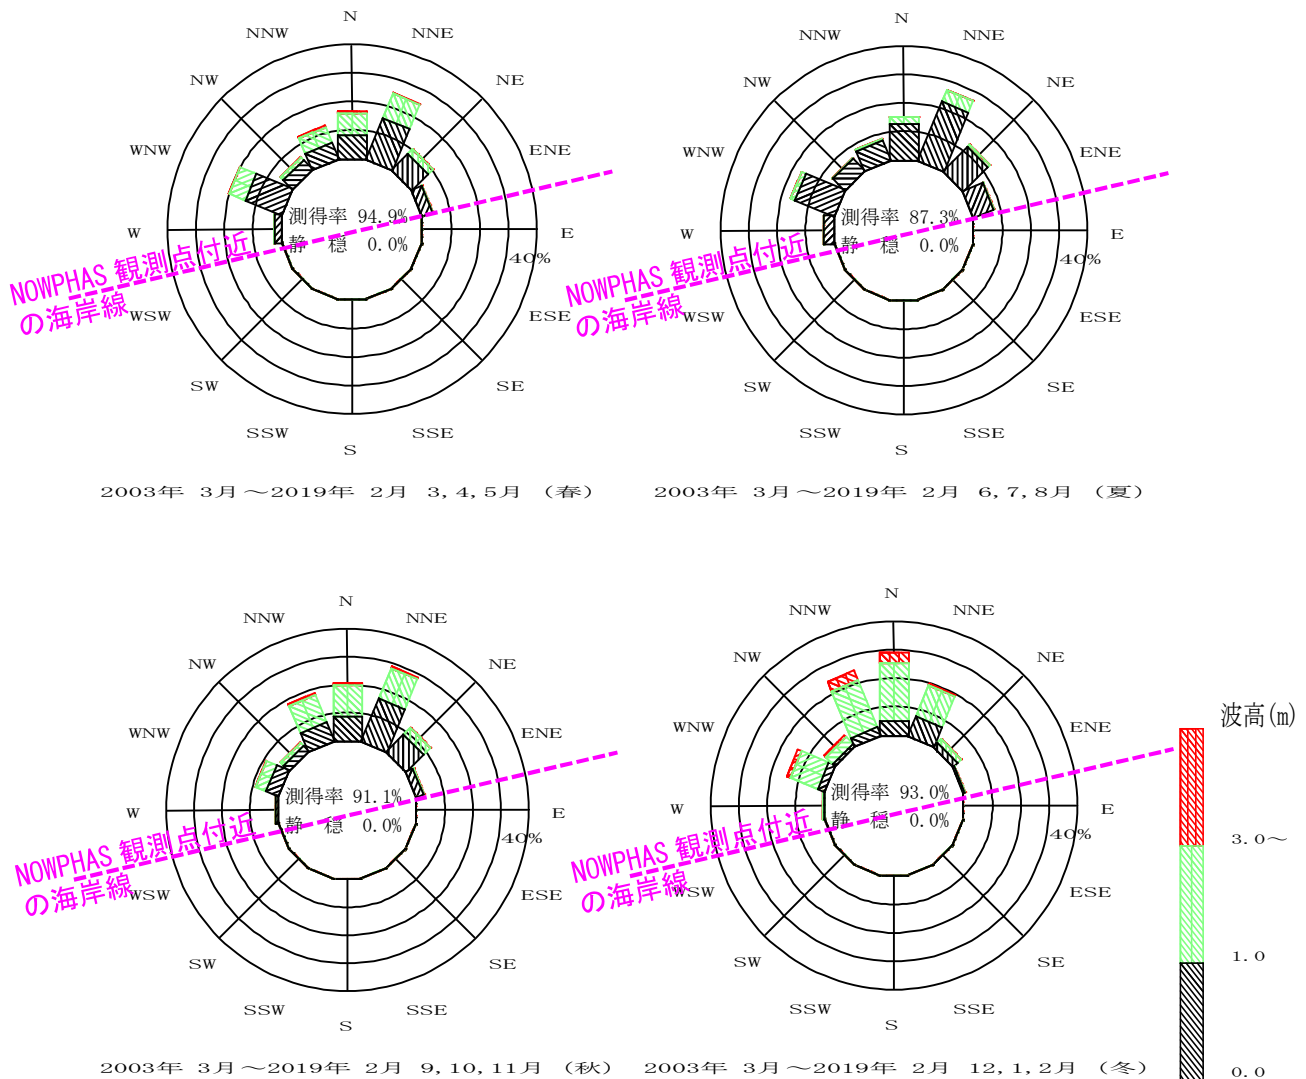 N
NNW
NNE
NW
NE
WNW
ENE
測得率 94.9%
W
E
静 穏 0.0%
40%
NOWPHAS 観測点付近
の海岸線
WSW
ESE
SW
SE
SSW
SSE
S
2003年 3月～2019年 2月 3,4,5月 (春)
N
NNW
NNE
NW
NE
WNW
ENE
測得率 87.3%
W
E
静 穏 0.0%
40%
NOWPHAS 観測点付近
の海岸線
WSW
ESE
SW
SE
SSW
SSE
S
2003年 3月～2019年 2月 6,7,8月 (夏)
N
NNW
NNE
NW
NE
WNW
ENE
測得率 91.1%
W
E
静 穏 0.0%
40%
NOWPHAS 観測点付近
の海岸線
WSW
ESE
SW
SE
SSW
SSE
S
2003年 3月～2019年 2月 9,10,11月 (秋)
N
NNW
NNE
NW
NE
WNW
ENE
測得率 93.0%
W
E
静 穏 0.0%
40%
NOWPHAS 観測点付近
の海岸線
WSW
ESE
SW
SE
SSW
SSE
S
2003年 3月～2019年 2月 12,1,2月 (冬)
波高(m)
3.0～
1.0
0.0